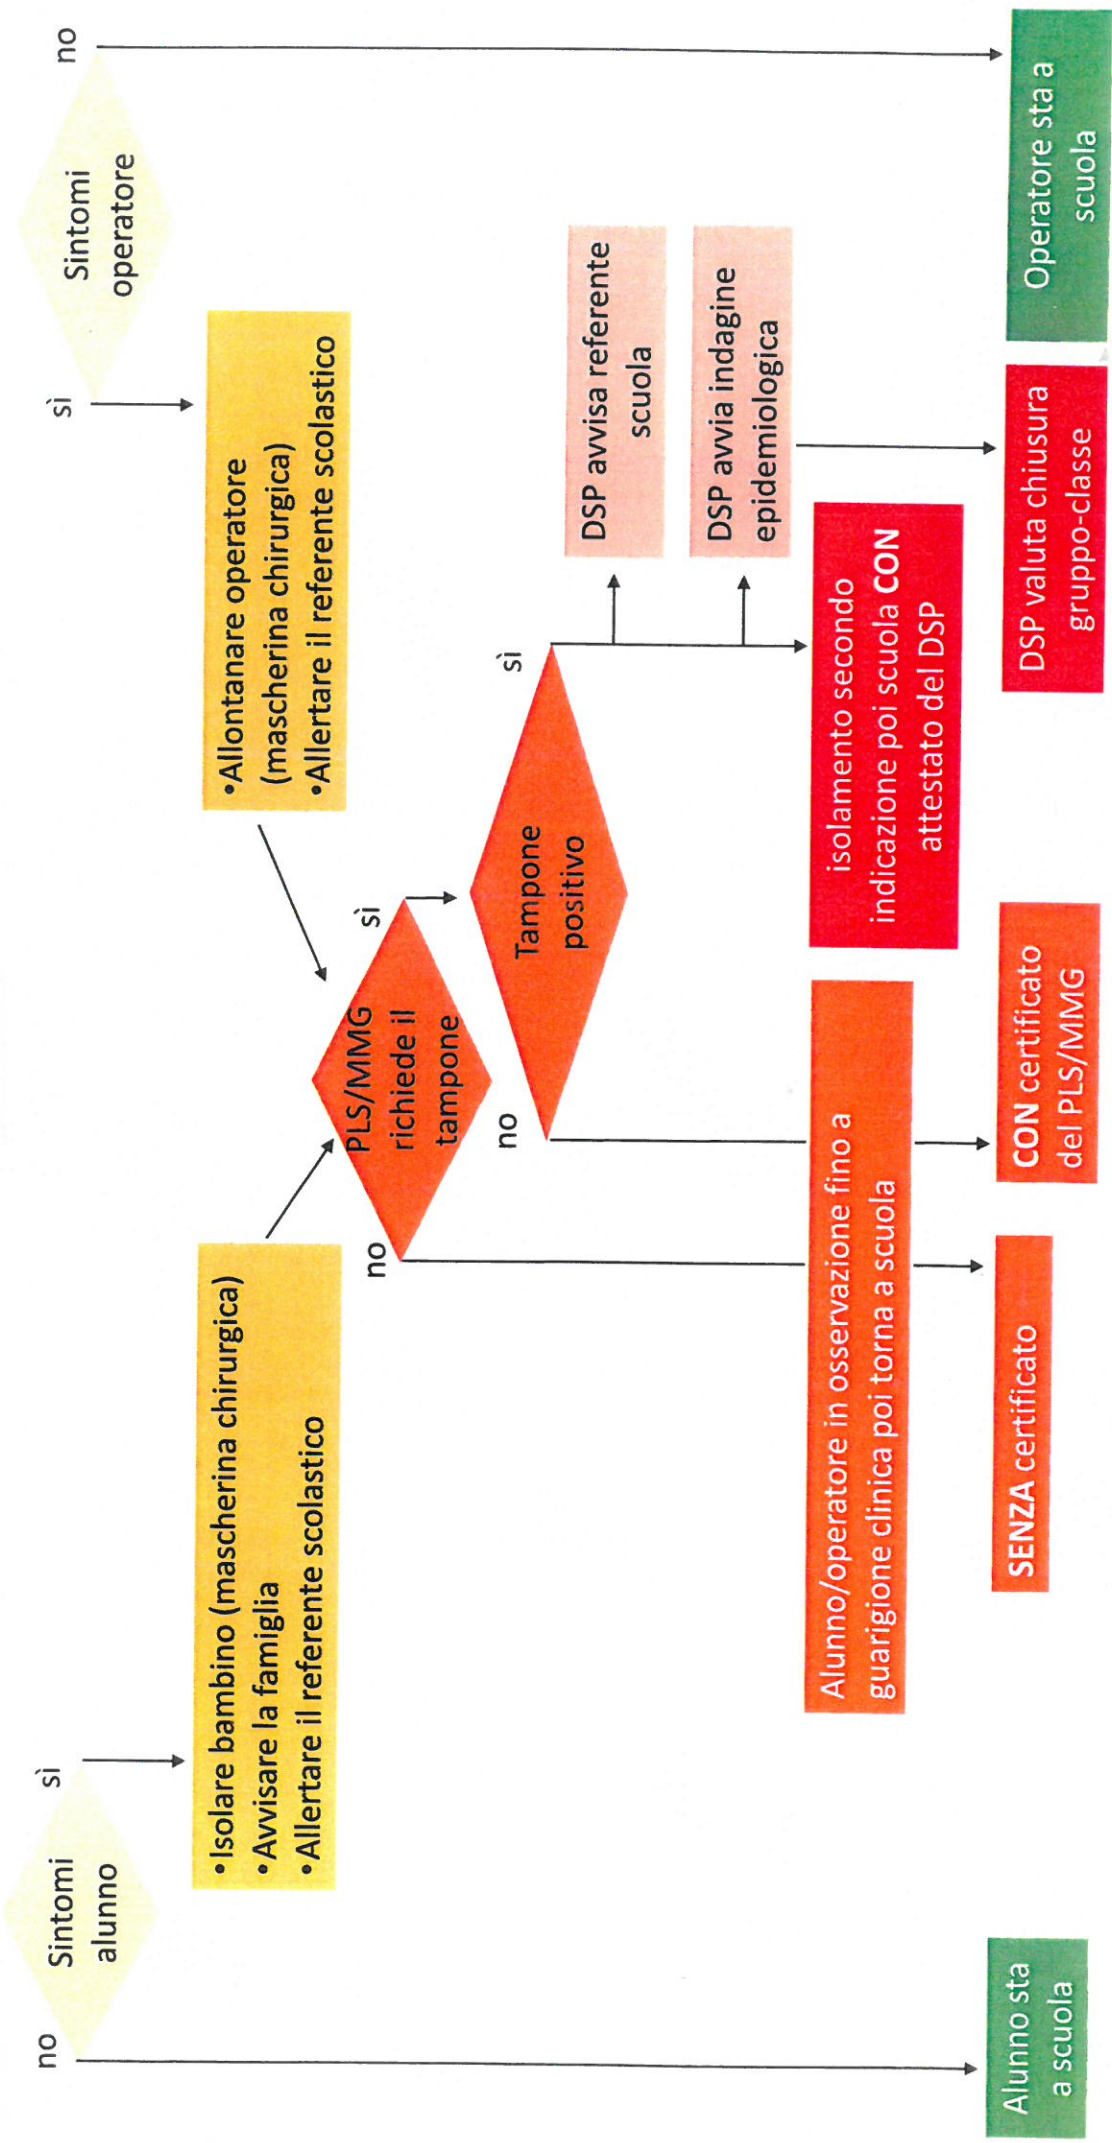 Sintomi
alunno
no
sì
Sintomi
operatore
sì
no
•Isolare bambino (mascherina chirurgica)
•Avvisare la famiglia
•Allertare il referente scolastico
•Allontanare operatore
(mascherina chirurgica)
•Allertare il referente scolastico
PLS/MMG
richiede il
tampone
no
sì
Tampone
positivo
no
sì
DSP avvisa referente
scuola
DSP avvia indagine
epidemiologica
Alunno/operatore in osservazione fino a
guarigione clinica poi torna a scuola
isolamento secondo
indicazione poi scuola CON
attestato del DSP
Alunno sta
a scuola
SENZA certificato
CON certificato
del PLS/MMG
DSP valuta chiusura
gruppo-classe
Operatore sta a
scuola